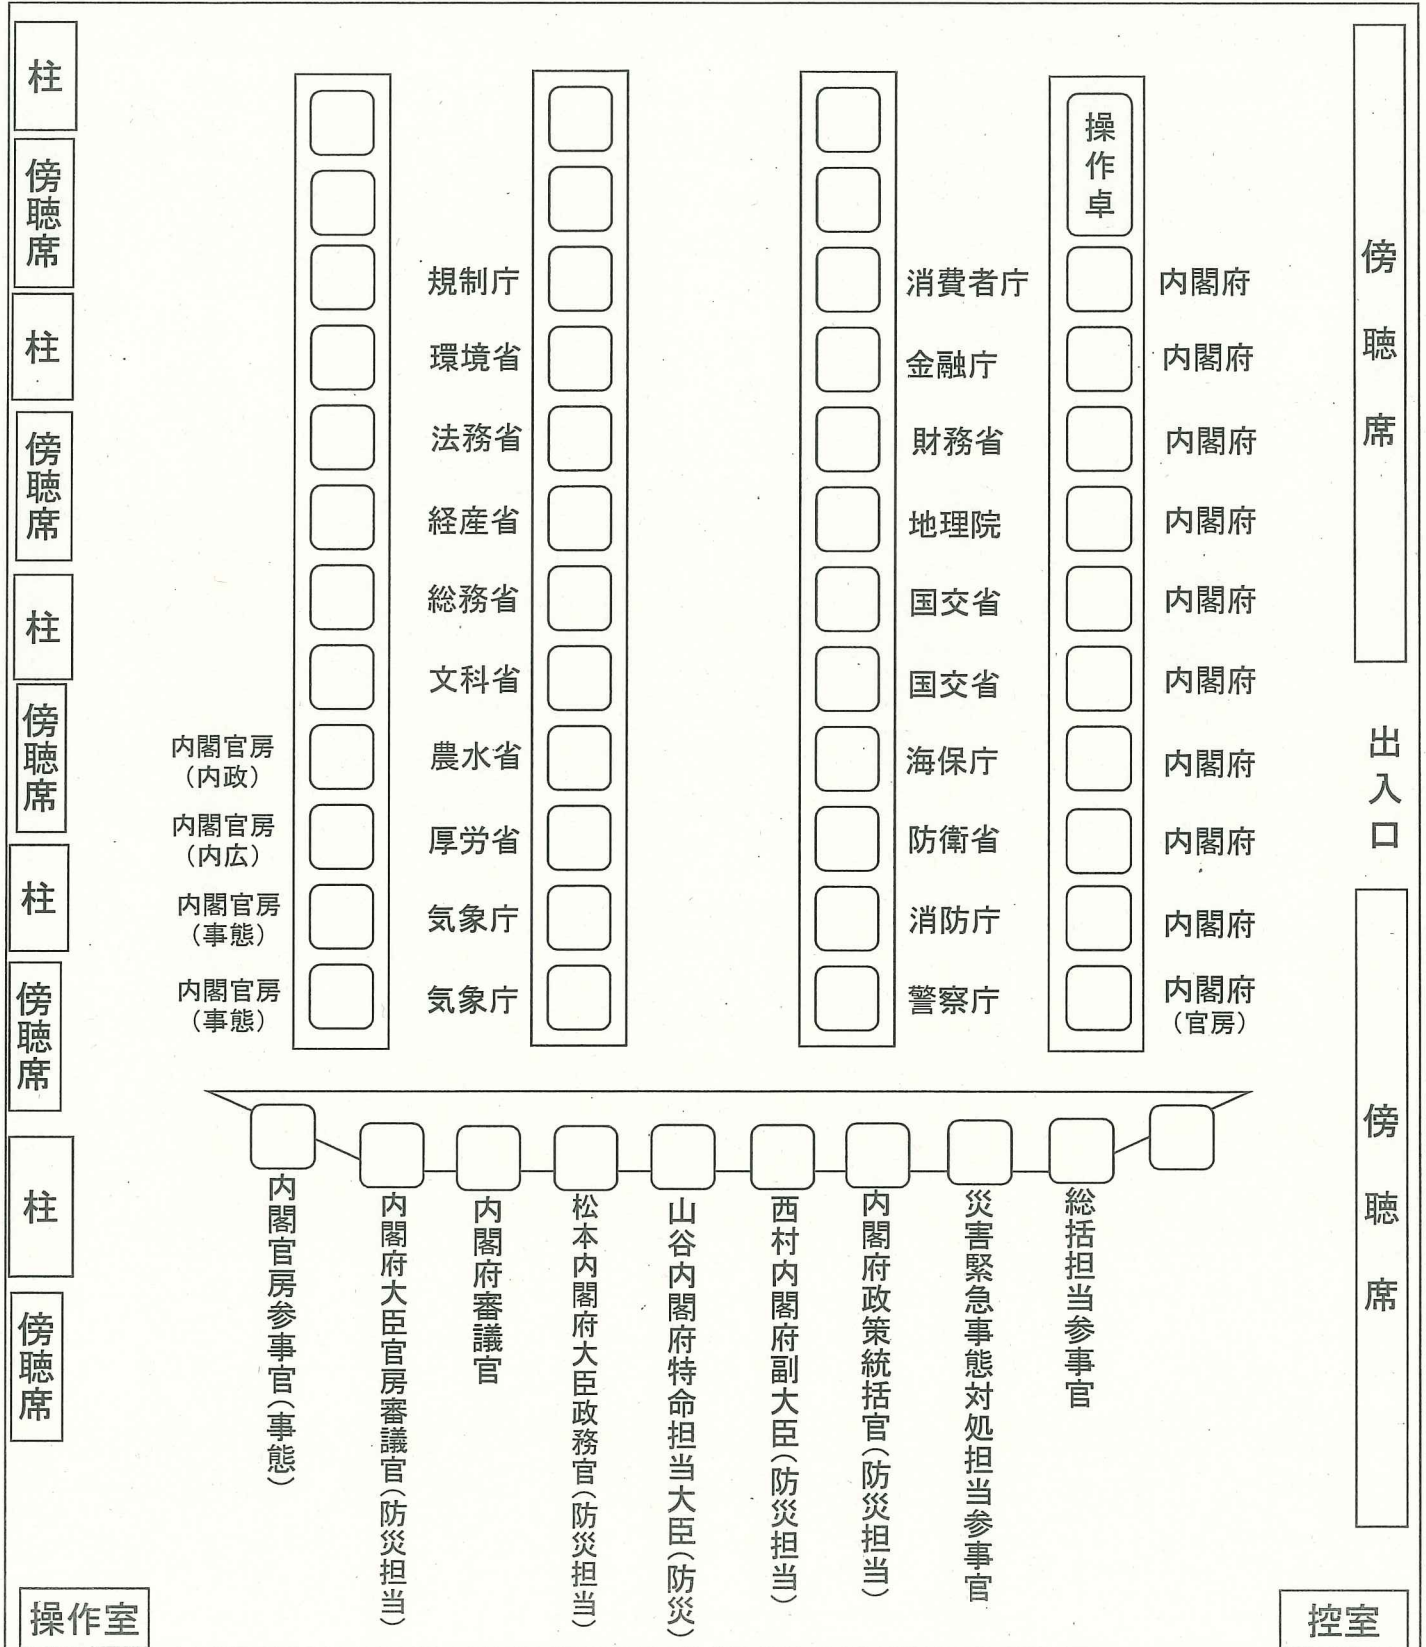 柱
傍聴席
柱
傍聴席
柱
傍聴席
柱
傍聴席
柱
傍聴席
操作室
内閣官房
（内政）
内閣官房
（内広）
内閣官房
（事態）
内閣官房
（事態）
規制庁
環境省
法務省
経産省
総務省
文科省
農水省
厚労省
気象庁
気象庁
消費者庁
金融庁
財務省
地理院
国交省
国交省
海保庁
防衛省
消防庁
警察庁
操作卓
内閣府
内閣府
内閣府
内閣府
内閣府
内閣府
内閣府
内閣府
内閣府
内閣府
（官房）
傍聴席
出入口
傍聴席
内閣官房参事官（事態）
内閣府大臣官房審議官（防災担当）
内閣府審議官
松本内閣府大臣政務官（防災担当）
山谷内閣府特命担当大臣（防災）
西村内閣府副大臣（防災担当）
内閣府政策統括官（防災担当）
災害緊急事態対処担当参事官
総括担当参事官
控室